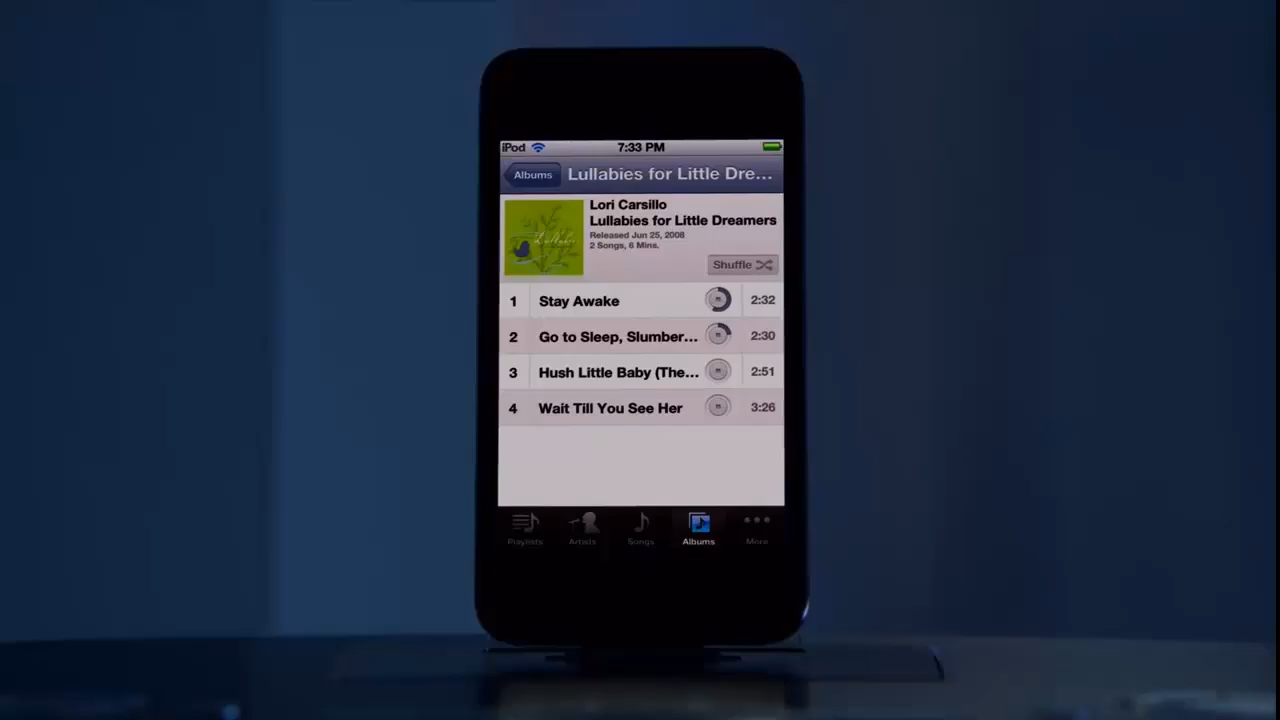 iPod 7:33 PM
Albums Lullabies for Little Dre...
Lori Carsillo
Lullabies for Little Dreamers
Released Jun 25, 2008
2 Songs, 6 Mins.
Shuffle
1 Stay Awake 2:32
2 Go to Sleep, Slumber... 2:30
3 Hush Little Baby (The... 2:51
4 Wait Till You See Her 3:26
Playlists Artists Songs Albums More